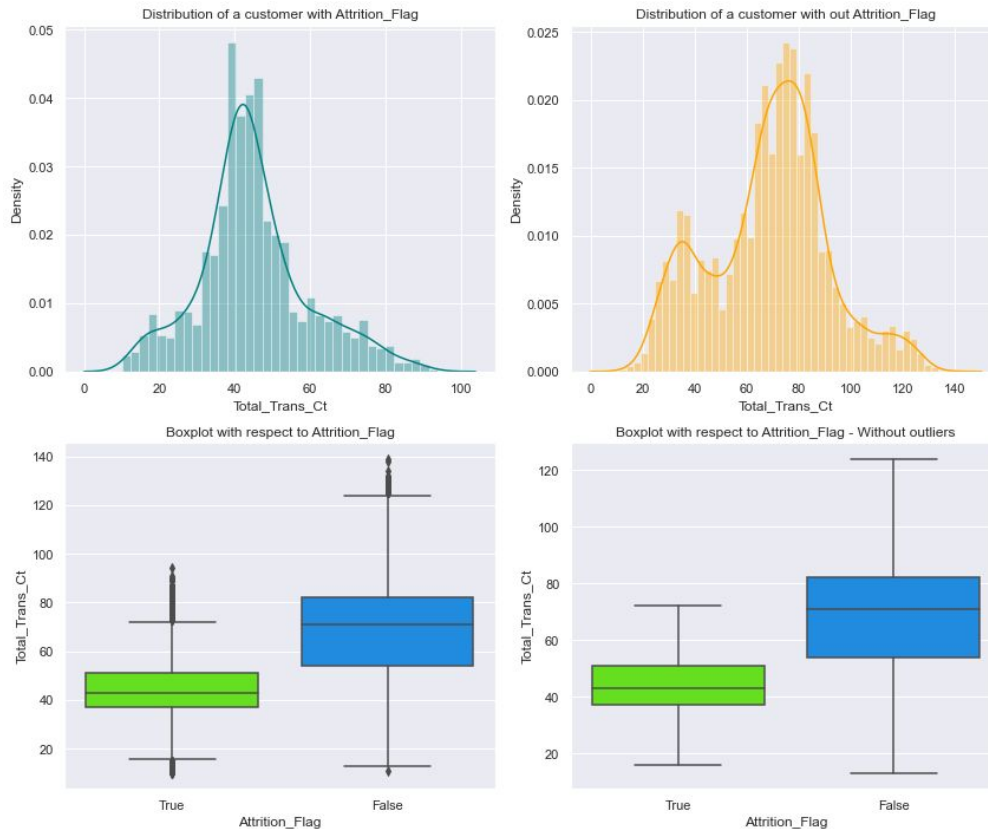 Distribution of a customer with Attrition_Flag
0.05
0.04
0.03
0.02
0.01
0.00
Density
0 20 40 60 80 100
Total_Trans_Ct
Distribution of a customer with out Attrition_Flag
0.025
0.020
0.015
0.010
0.005
0.000
Density
0 20 40 60 80 100 120 140
Total_Trans_Ct
Boxplot with respect to Attrition_Flag
140
120
100
80
60
40
20
Total_Trans_Ct
True False
Attrition_Flag
Boxplot with respect to Attrition_Flag - Without outliers
120
100
80
60
40
20
Total_Trans_Ct
True False
Attrition_Flag